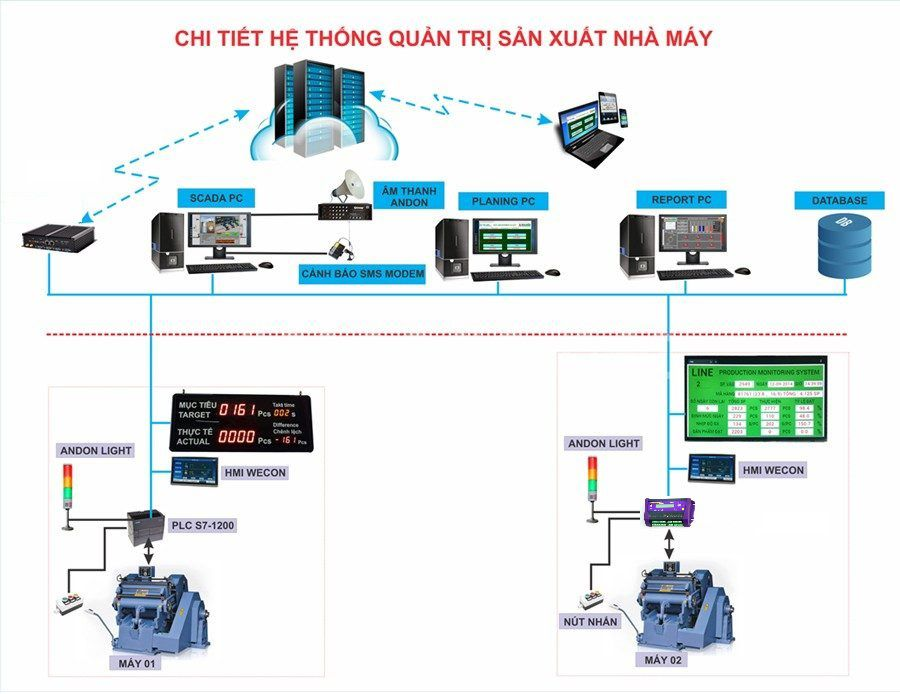 CHI TIẾT HỆ THỐNG QUẢN TRỊ SẢN XUẤT NHÀ MÁY
SCADA PC
ÂM THANH
ANDON
PLANING PC
REPORT PC
DATABASE
DB
CẢNH BÁO SMS MODEM
MỤC TIÊU
TARGET
0161 Pcs
Takt time
002 s
THỰC TẾ
ACTUAL
0000 Pcs
Difference
Chênh lệch
-161 Pcs
LINE
2
PRODUCTION MONITORING SYSTEM
ANDON LIGHT
HMI WECON
PLC S7-1200
MÁY 01
ANDON LIGHT
HMI WECON
NÚT NHẤN
MÁY 02